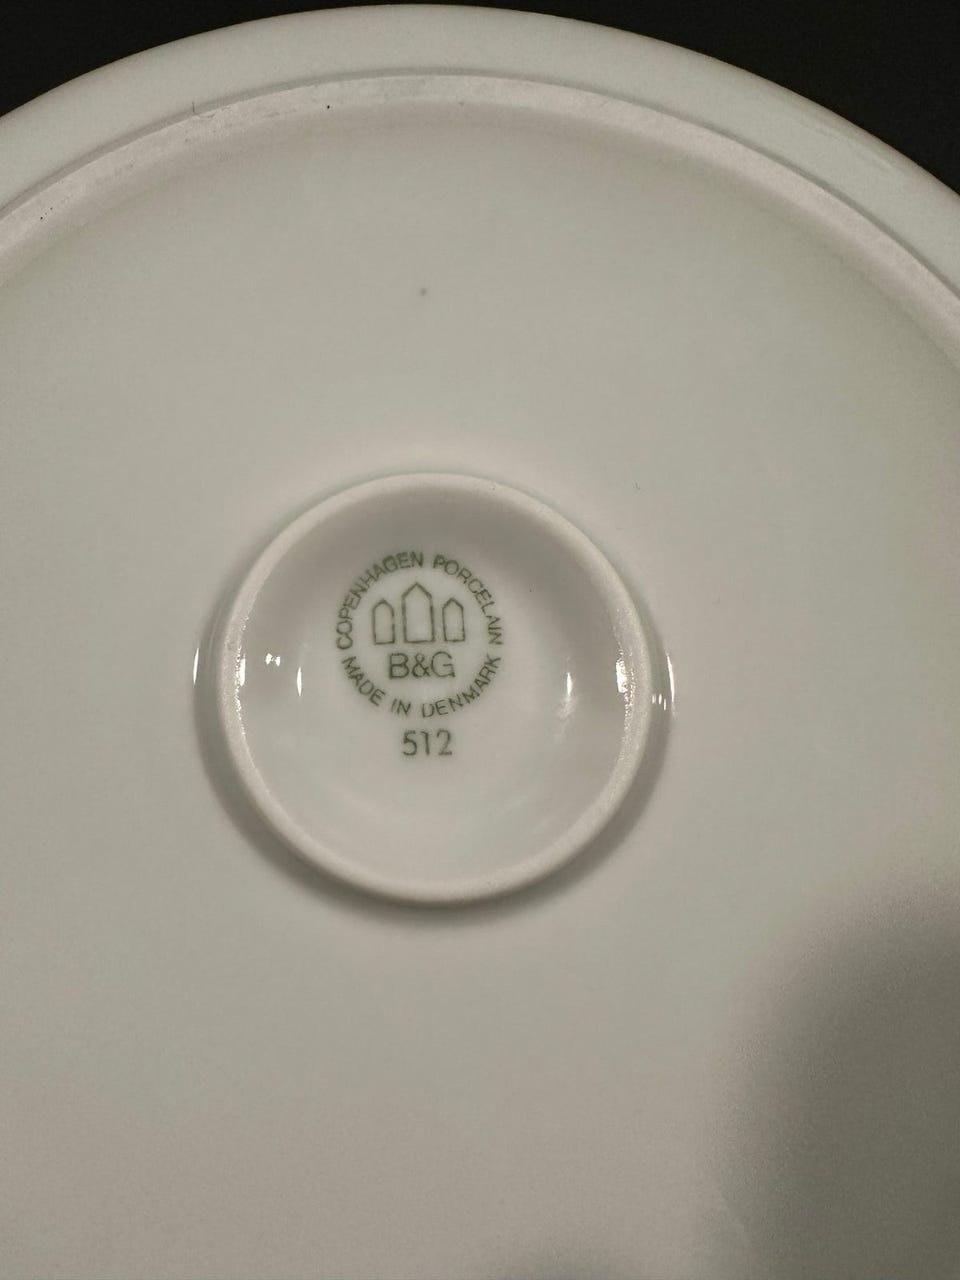 COPENHAGEN PORCELAIN
B&G
MADE IN DENMARK
512